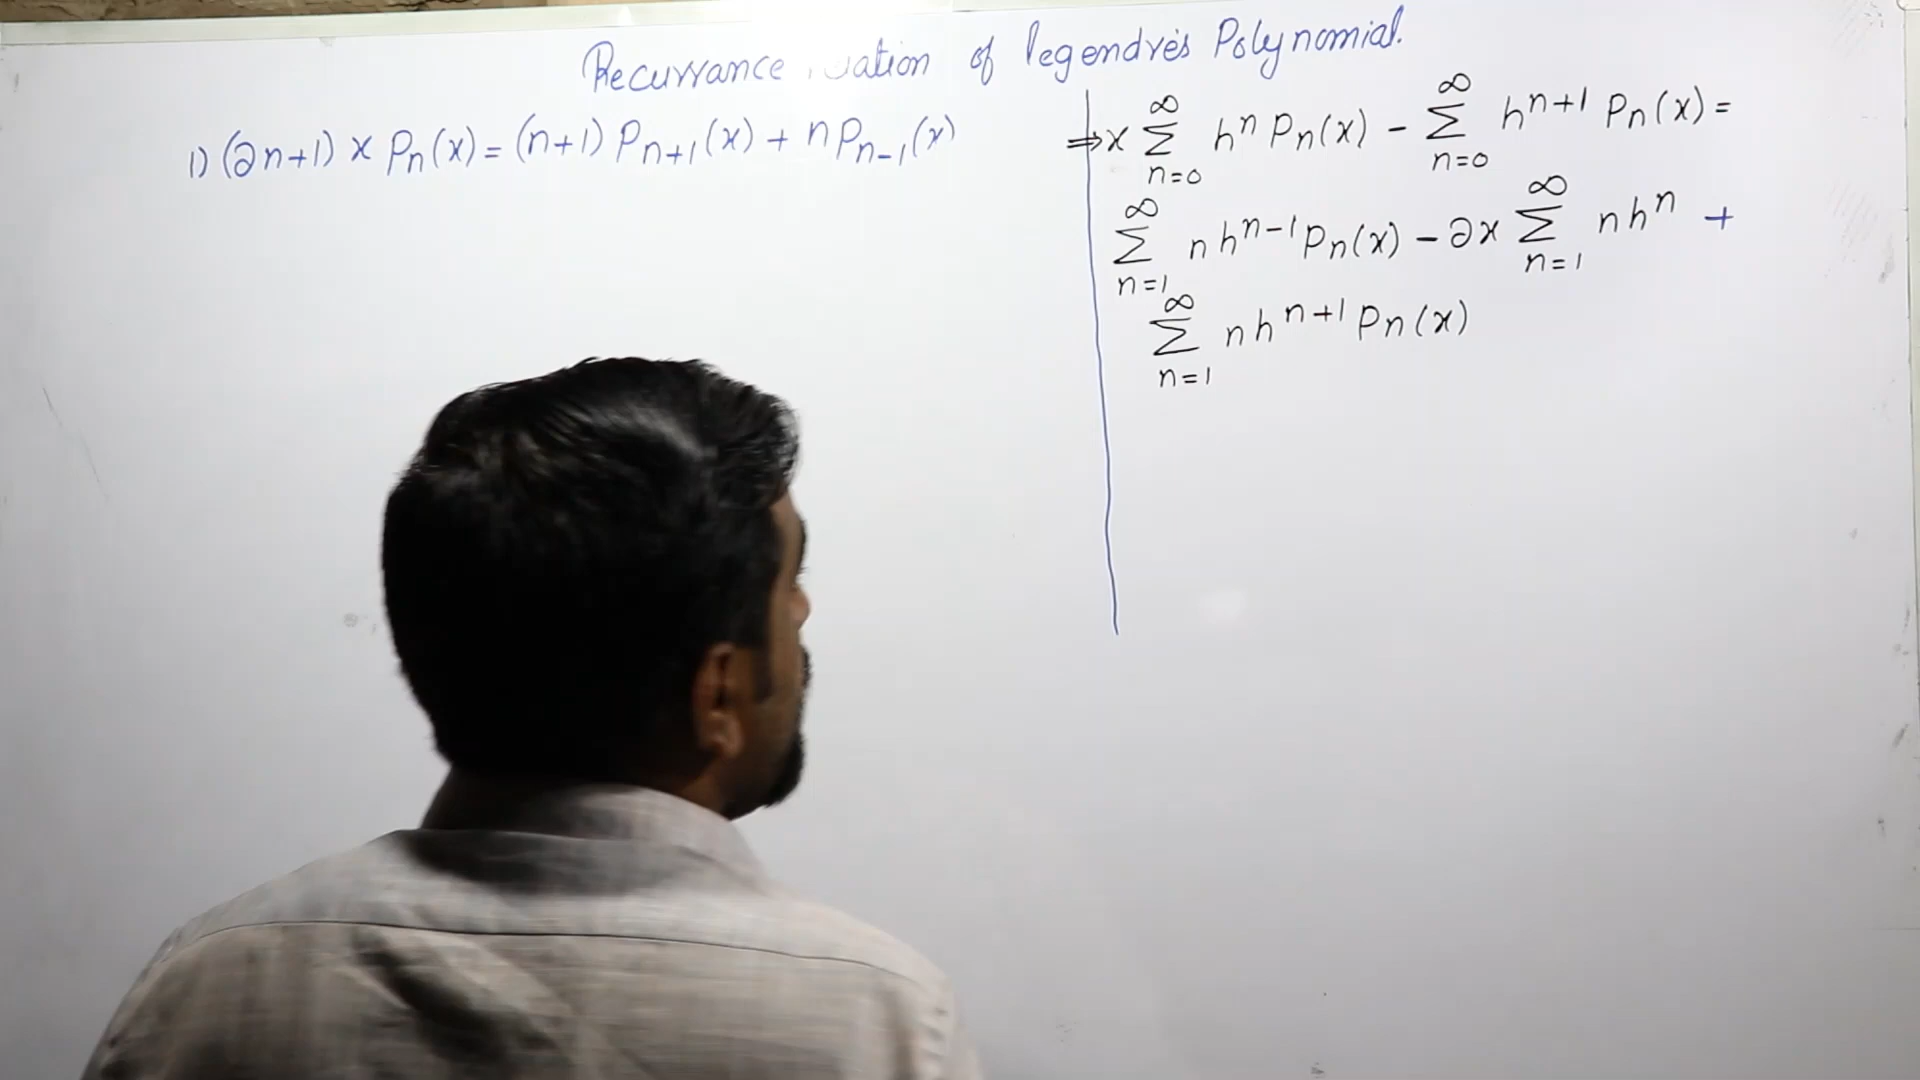 Recurrance of legendre's Polynomial.
1) (2n+1) x Pn(x) = (n+1) Pn+1(x) + n Pn-1(x)
⇒ x ∑_{n=0}^{∞} h^n Pn(x) - ∑_{n=0}^{∞} h^{n+1} Pn(x) =
∑_{n=1}^{∞} n h^{n-1} Pn(x) - 2x ∑_{n=1}^{∞} n h^n +
∑_{n=1}^{∞} n h^{n+1} Pn(x)